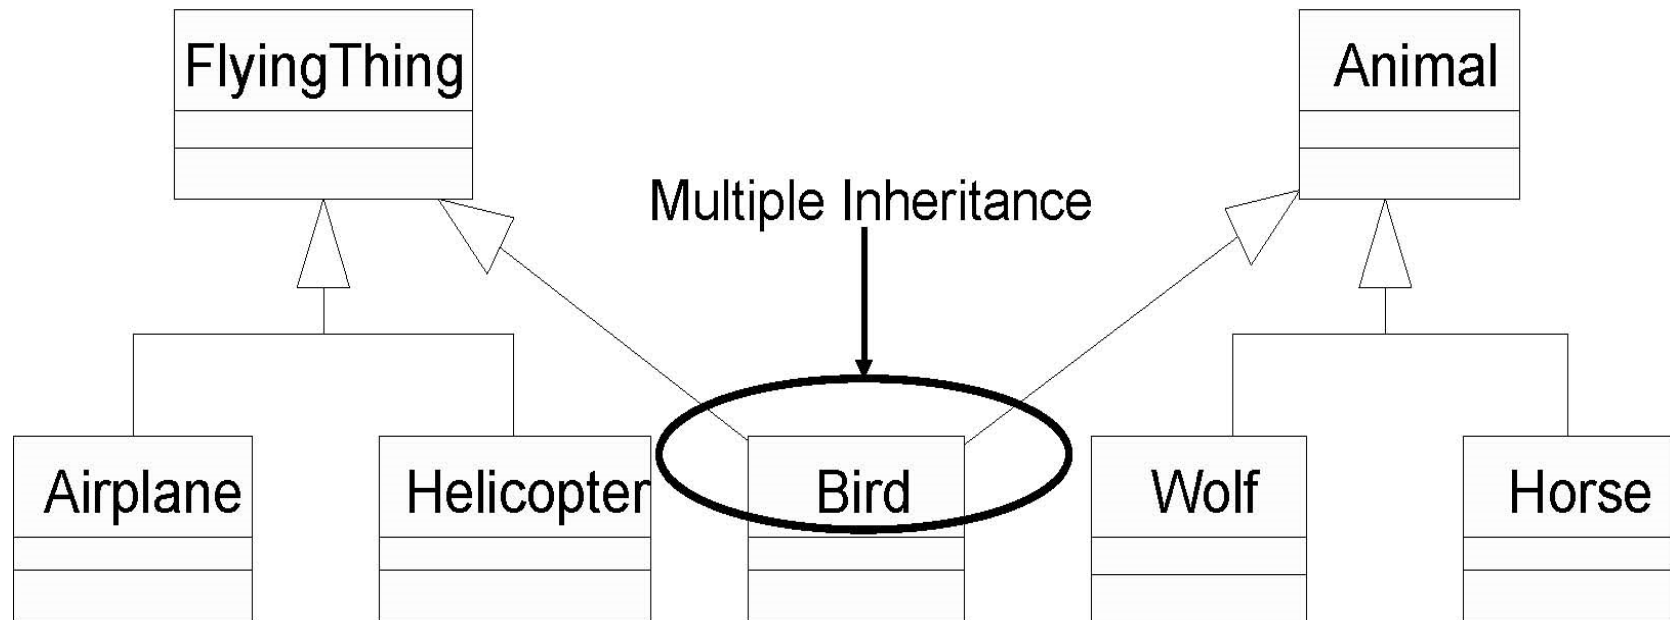 FlyingThing
Animal
Multiple Inheritance
Airplane
Helicopter
Bird
Wolf
Horse